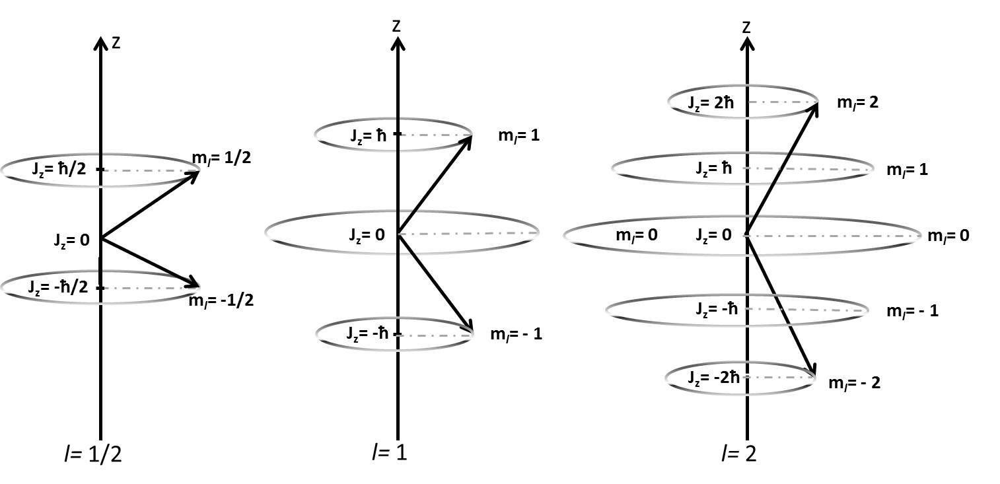 z
Jz= ħ/2
ml= 1/2
Jz= 0
Jz= -ħ/2
ml= -1/2
l= 1/2
z
Jz= ħ
ml= 1
Jz= 0
Jz= -ħ
ml= - 1
l= 1
z
Jz= 2ħ
ml= 2
Jz= ħ
ml= 1
ml= 0
Jz= 0
ml= 0
Jz= -ħ
ml= - 1
Jz= -2ħ
ml= - 2
l= 2